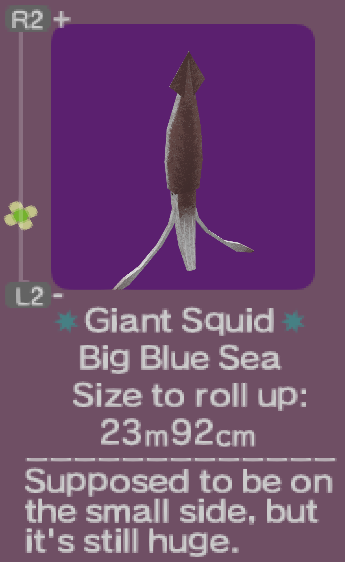 R2 +
L2 -
Giant Squid
Big Blue Sea
Size to roll up:
23m92cm
Supposed to be on
the small side, but
it's still huge.